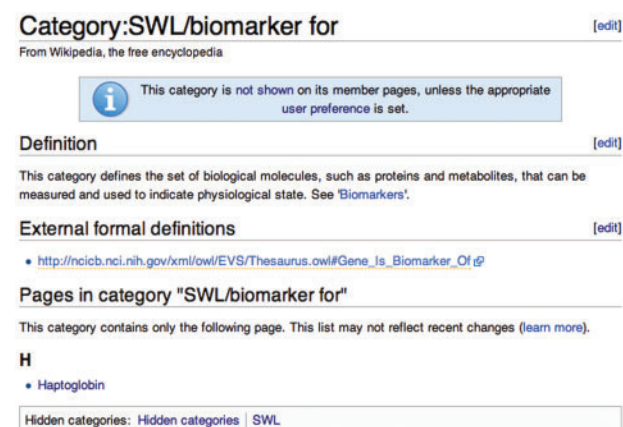 Category:SWL/biomarker for
[edit]
From Wikipedia, the free encyclopedia
This category is not shown on its member pages, unless the appropriate
user preference is set.
Definition
[edit]
This category defines the set of biological molecules, such as proteins and metabolites, that can be
measured and used to indicate physiological state. See 'Biomarkers'.
External formal definitions
[edit]
• http://ncicb.nci.nih.gov/xml/owl/EVS/Thesaurus.owl#Gene_Is_Biomarker_Of
Pages in category "SWL/biomarker for"
This category contains only the following page. This list may not reflect recent changes (learn more).
H
• Haptoglobin
Hidden categories: Hidden categories | SWL